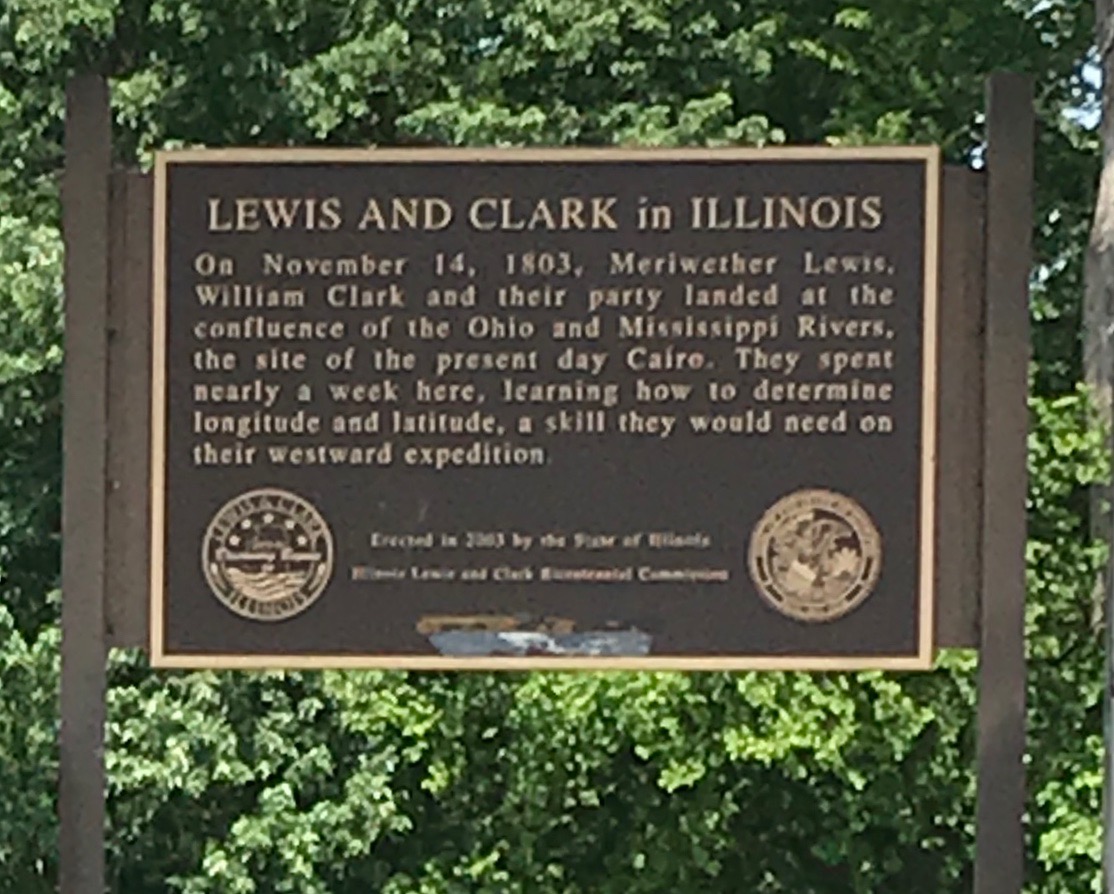 LEWIS AND CLARK in ILLINOIS
On November 14, 1803, Meriwether Lewis,
William Clark and their party landed at the
confluence of the Ohio and Mississippi Rivers,
the site of the present day Cairo. They spent
nearly a week here, learning how to determine
longitude and latitude, a skill they would need on
their westward expedition.
Erected in 2003 by the State of Illinois
Illinois Lewis and Clark Bicentennial Commission
LEWIS & CLARK
ILLINOIS